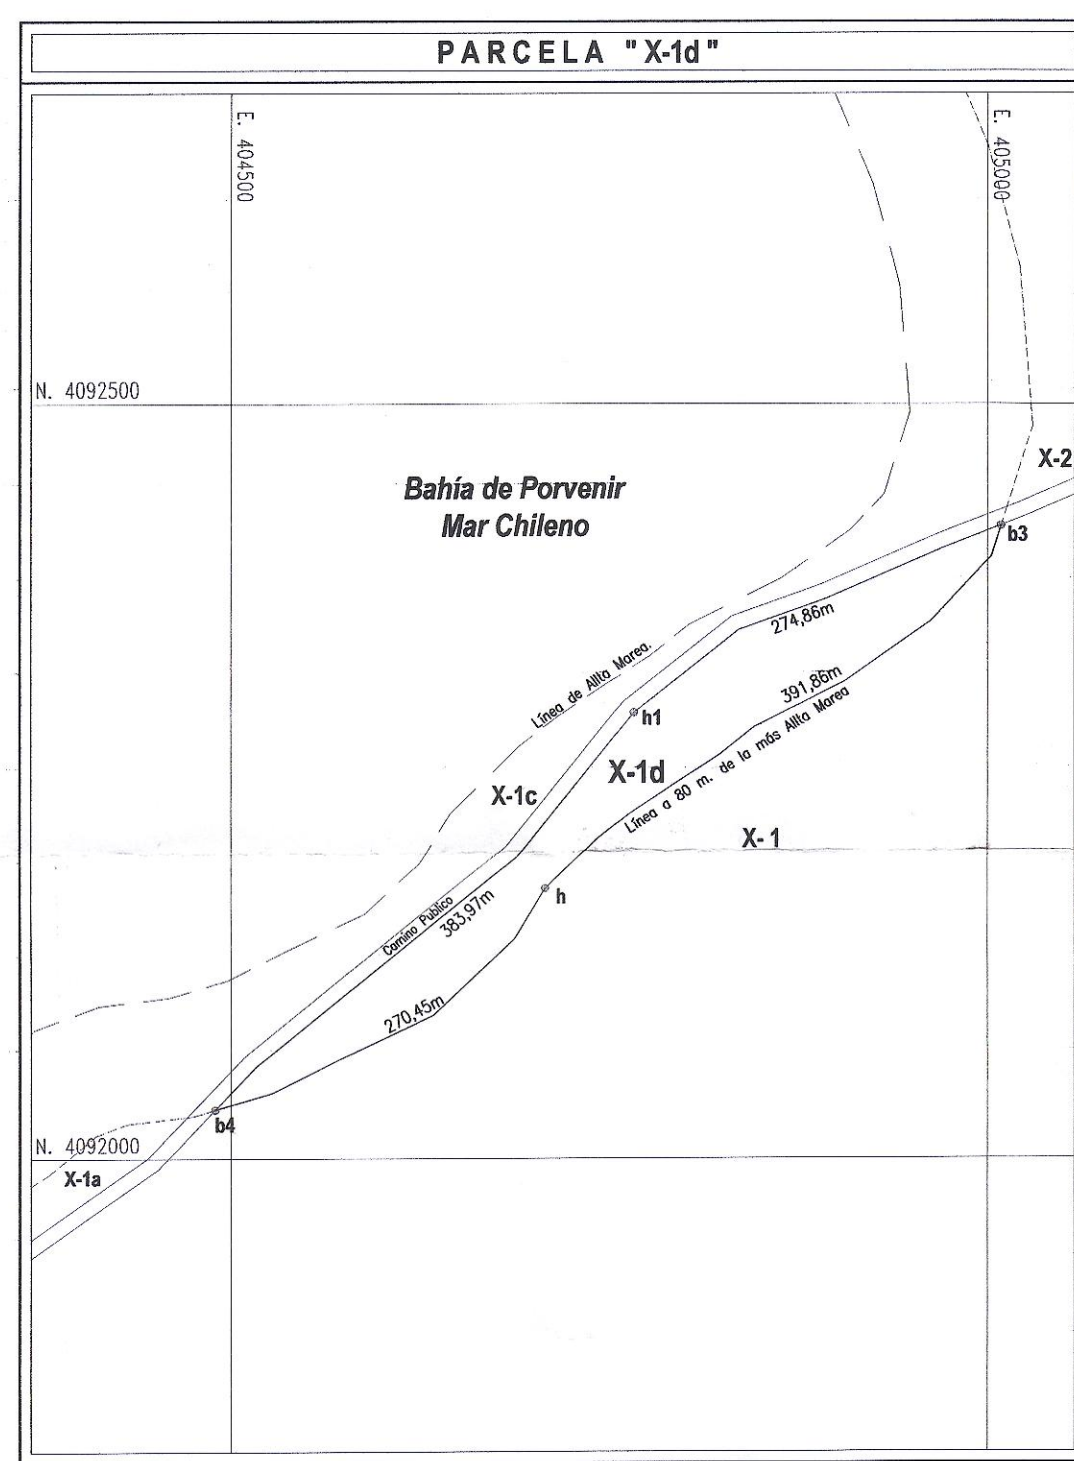 PARCELA "X-1d"
E. 404500
E. 405000
N. 4092500
X-2
Bahía de Porvenir
Mar Chileno
b3
274,86m
Línea de Allta Marea.
391,86m
h1
X-1d
X-1c
Línea a 80 m. de la más Allta Marea
X- 1
h
Camino Publico
383,97m
270,45m
b4
N. 4092000
X-1a